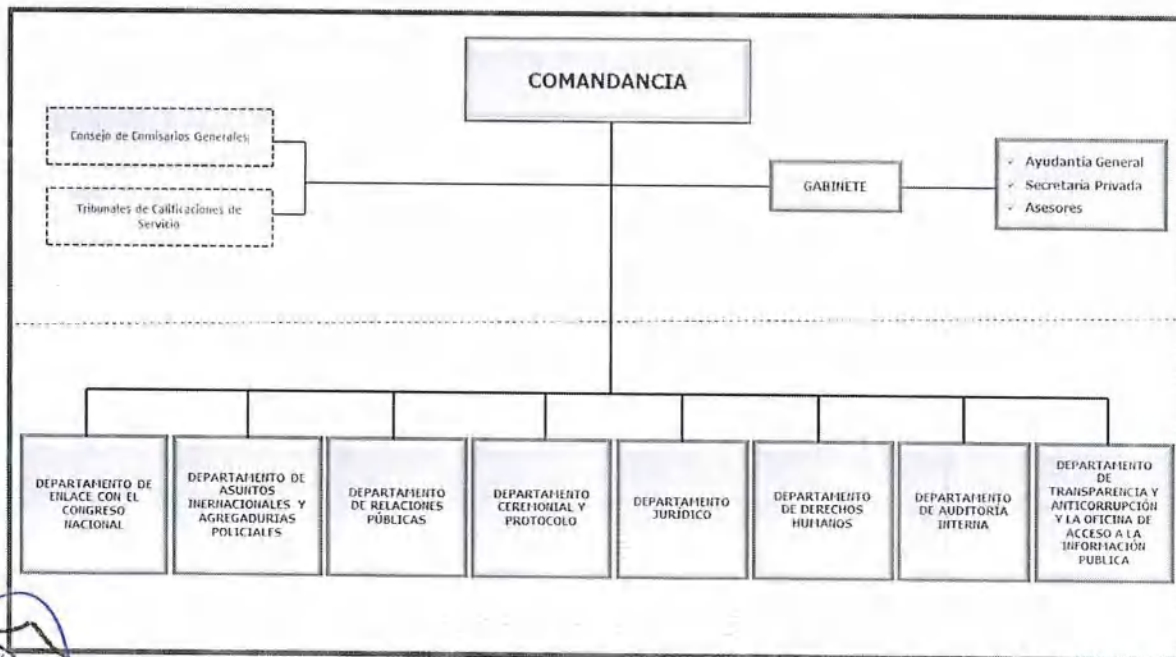 COMANDANCIA
Consejo de Comisarios Generales
Tribunales de Calificaciones de
Servicio
GABINETE
✓ Ayudantía General
✓ Secretaria Privada
✓ Asesores
DEPARTAMENTO DE
ENLACE CON EL
CONGRESO
NACIONAL
DEPARTAMENTO DE
ASUNTOS
INERNACIONALES Y
AGREGADURIAS
POLICIALES
DEPARTAMENTO
DE RELACIONES
PÚBLICAS
DEPARTAMENTO
CEREMONIAL Y
PROTOCOLO
DEPARTAMENTO
JURÍDICO
DEPARTAMENTO
DE DERECHOS
HUMANOS
DEPARTAMENTO
DE AUDITORÍA
INTERNA
DEPARTAMENTO
DE
TRANSPARENCIA Y
ANTICORRUPCIÓN
Y LA OFICINA DE
ACCESO A LA
INFORMACIÓN
PUBLICA